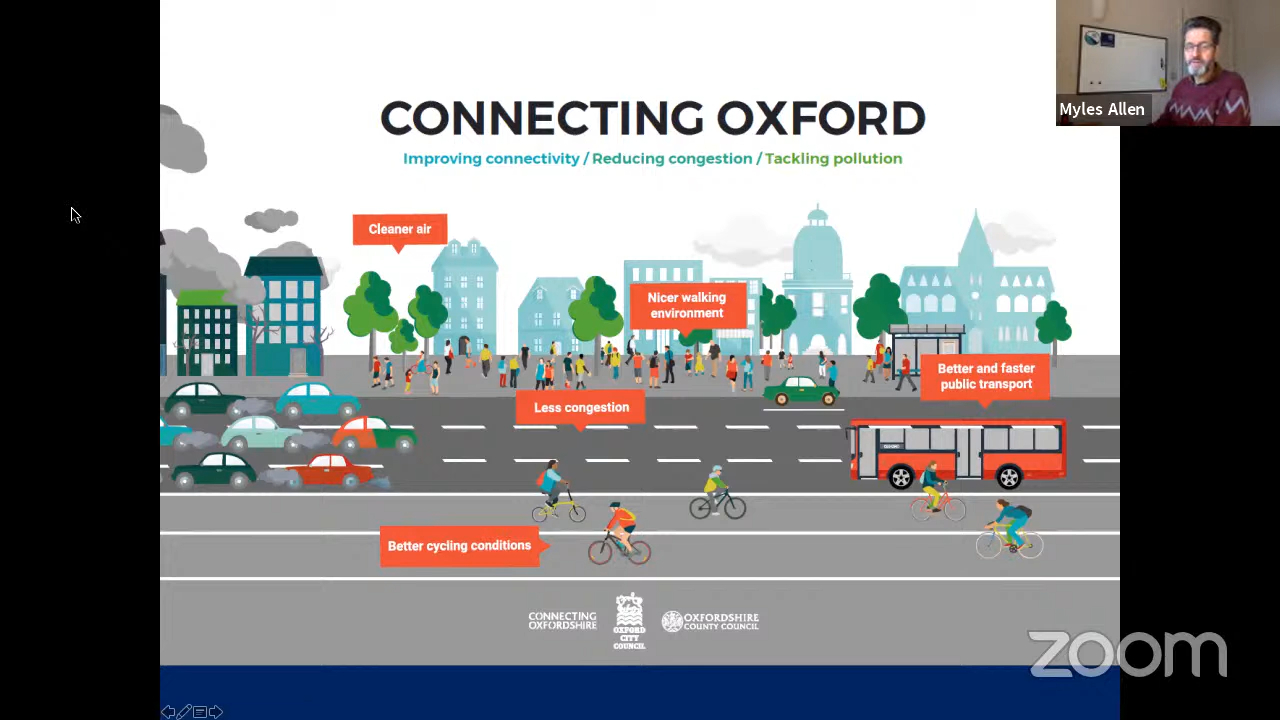 Myles Allen
CONNECTING OXFORD
Improving connectivity / Reducing congestion / Tackling pollution
Cleaner air
Nicer walking
environment
Better and faster
public transport
Less congestion
Better cycling conditions
CONNECTING
OXFORDSHIRE
OXFORD
CITY
COUNCIL
OXFORDSHIRE
COUNTY COUNCIL
zoom